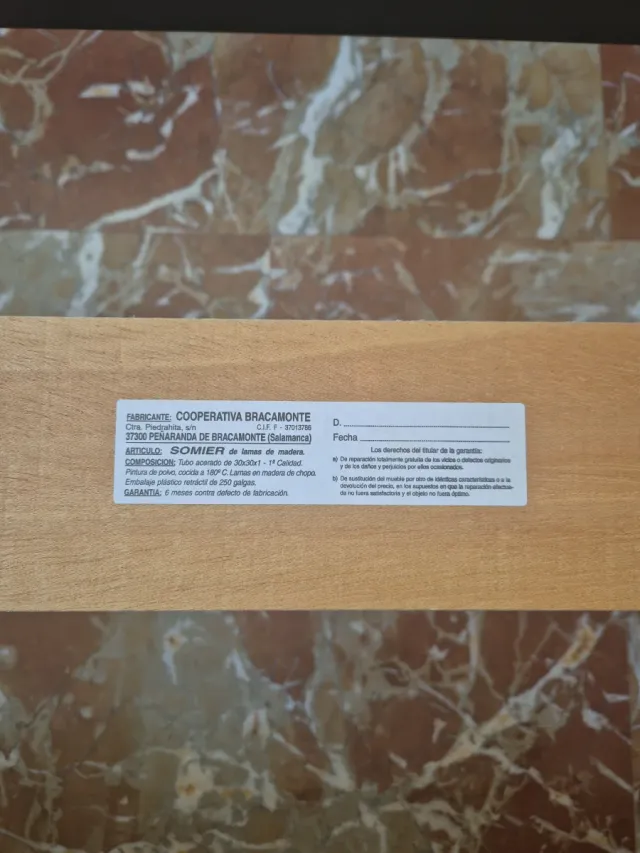 FABRICANTE: COOPERATIVA BRACAMONTE
Ctra. Piedrahita, s/n C.I.F. F - 37013788
37300 PEÑARANDA DE BRACAMONTE (Salamanca)
ARTICULO: SOMIER de lamas de madera.
COMPOSICION: Tubo acerado de 30x30x1 - 1ª Calidad.
Pintura de polvo, cocida a 180º C Lamas en madera de chopo.
Embalaje plástico retráctil de 250 galgas.
GARANTIA: 6 meses contra defecto de fabricación.
D.
Fecha
Los derechos del titular de la garantía:
a) De reparación totalmente gratuita de los vicios o defectos originarios
y de los daños y perjuicios por ellos ocasionados.
b) De sustitución del mueble por otro de idénticas características o a la
devolución del precio, en los supuestos en que la reparación efectua-
da no fuera satisfactoria y el objeto no fuera óptimo.